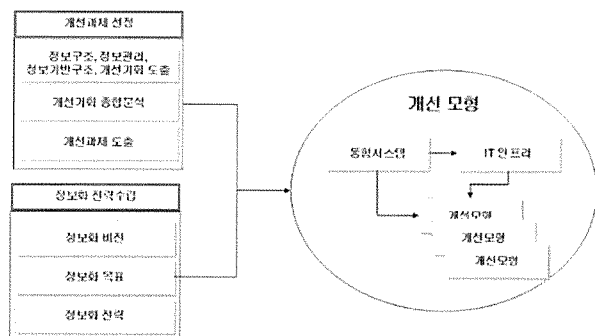 개선과제 선정
정보구조, 정보관리,
정보기반구조, 개선기회 도출
개선기회 종합분석
개선과제 도출
정보화 전략수립
정보화 비전
정보화 목표
정보화 전략
개선 모형
통합시스템
IT 인프라
개선모형
개선모형
개선모형